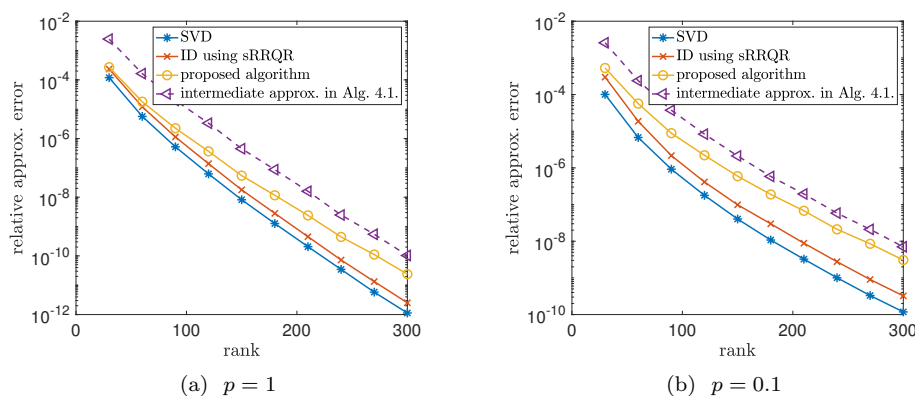 10^-2
10^-4
10^-6
10^-8
10^-10
10^-12
relative approx. error
SVD
ID using sRRQR
proposed algorithm
intermediate approx. in Alg. 4.1.
0
100
200
300
rank
(a) p = 1
10^-2
10^-4
10^-6
10^-8
10^-10
relative approx. error
SVD
ID using sRRQR
proposed algorithm
intermediate approx. in Alg. 4.1.
0
100
200
300
rank
(b) p = 0.1